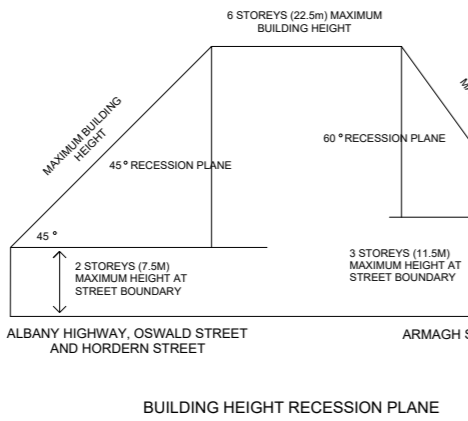 6 STOREYS (22.5m) MAXIMUM
BUILDING HEIGHT
MAXIMUM BUILDING
HEIGHT
45° RECESSION PLANE
60° RECESSION PLANE
45°
2 STOREYS (7.5M)
MAXIMUM HEIGHT AT
STREET BOUNDARY
3 STOREYS (11.5M)
MAXIMUM HEIGHT AT
STREET BOUNDARY
ALBANY HIGHWAY, OSWALD STREET
AND HORDERN STREET
ARMAGH
BUILDING HEIGHT RECESSION PLANE